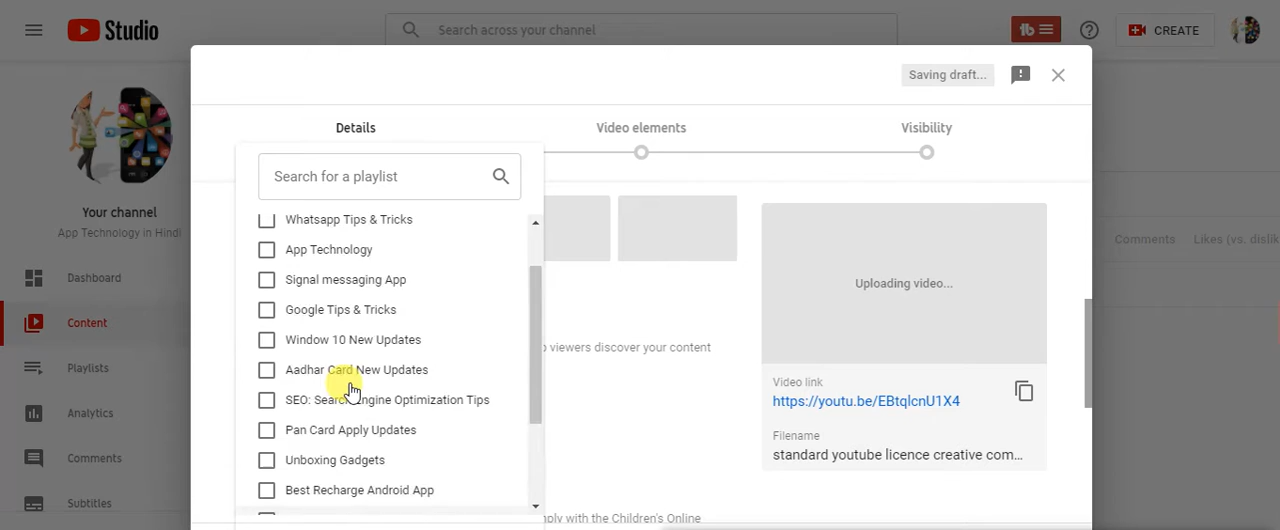 Studio
Search across your channel
CREATE
Saving draft...
Details
Video elements
Visibility
Search for a playlist
Whatsapp Tips & Tricks
App Technology
Signal messaging App
Google Tips & Tricks
Window 10 New Updates
Aadhar Card New Updates
SEO: Search Engine Optimization Tips
Pan Card Apply Updates
Unboxing Gadgets
Best Recharge Android App
viewers discover your content
mply with the Children's Online
Uploading video...
Video link
https://youtu.be/EBtqlcnU1X4
Filename
standard youtube licence creative com...
Your channel
App Technology in Hindi
Dashboard
Content
Playlists
Analytics
Comments
Subtitles
Comments
Likes (vs. dislik